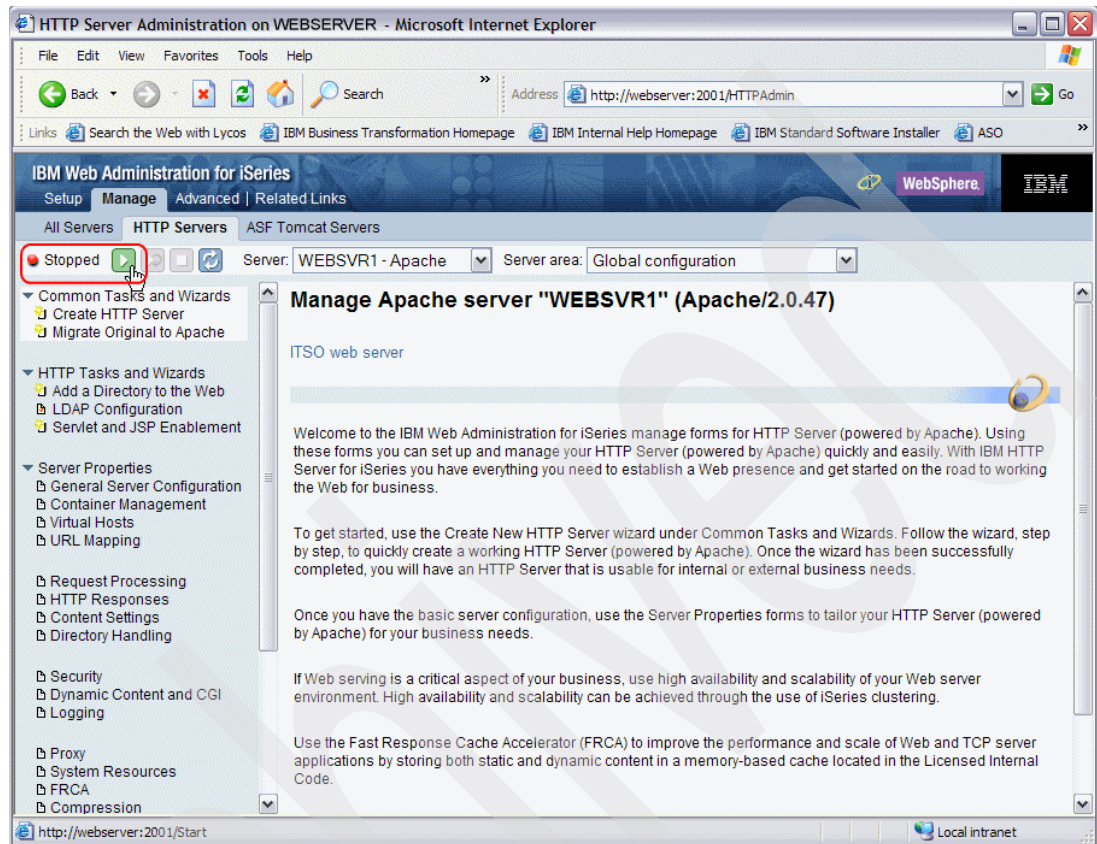 HTTP Server Administration on WEBSERVER - Microsoft Internet Explorer
File Edit View Favorites Tools Help
Back Search » Address http://webserver:2001/HTTPAdmin Go
Links Search the Web with Lycos IBM Business Transformation Homepage IBM Internal Help Homepage IBM Standard Software Installer ASO »
IBM Web Administration for iSeries
WebSphere. IBM
Setup Manage Advanced | Related Links
All Servers HTTP Servers ASF Tomcat Servers
Stopped Server: WEBSVR1 - Apache Server area: Global configuration
Common Tasks and Wizards
Create HTTP Server
Migrate Original to Apache
HTTP Tasks and Wizards
Add a Directory to the Web
LDAP Configuration
Servlet and JSP Enablement
Server Properties
General Server Configuration
Container Management
Virtual Hosts
URL Mapping
Request Processing
HTTP Responses
Content Settings
Directory Handling
Security
Dynamic Content and CGI
Logging
Proxy
System Resources
FRCA
Compression
Manage Apache server "WEBSVR1" (Apache/2.0.47)
ITSO web server
Welcome to the IBM Web Administration for iSeries manage forms for HTTP Server (powered by Apache). Using
these forms you can set up and manage your HTTP Server (powered by Apache) quickly and easily. With IBM HTTP
Server for iSeries you have everything you need to establish a Web presence and get started on the road to working
the Web for business.
To get started, use the Create New HTTP Server wizard under Common Tasks and Wizards. Follow the wizard, step
by step, to quickly create a working HTTP Server (powered by Apache). Once the wizard has been successfully
completed, you will have an HTTP Server that is usable for internal or external business needs.
Once you have the basic server configuration, use the Server Properties forms to tailor your HTTP Server (powered
by Apache) for your business needs.
If Web serving is a critical aspect of your business, use high availability and scalability of your Web server
environment. High availability and scalability can be achieved through the use of iSeries clustering.
Use the Fast Response Cache Accelerator (FRCA) to improve the performance and scale of Web and TCP server
applications by storing both static and dynamic content in a memory-based cache located in the Licensed Internal
Code.
http://webserver:2001/Start Local intranet